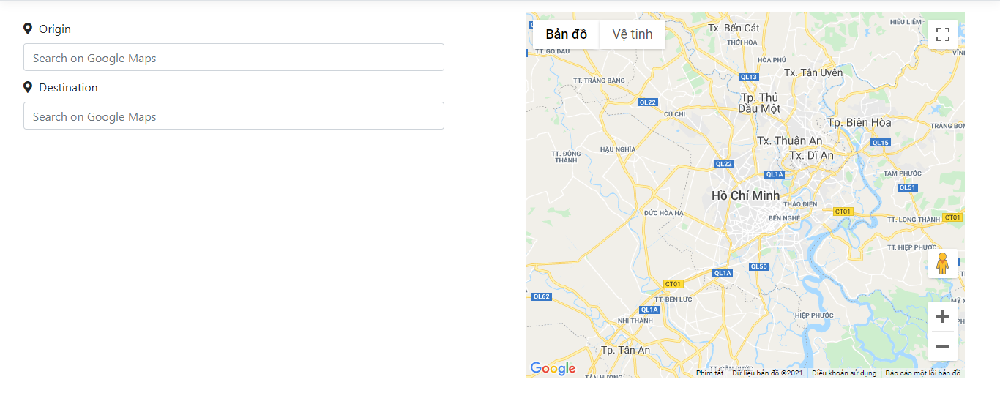 Origin
Search on Google Maps
Destination
Search on Google Maps
Bản đồ
Vệ tinh
Tx. Bến Cát
HIẾU LIÊM
THỚI HÒA
TT. GÒ DẦU
HÒA PHÚ
Tx. Tân Uyên
QL13
TT. TRẢNG BÀNG
QL22
Tp. Thủ
Dầu Một
CỦ CHI
Tp. Biên Hòa
TRẢNG BOM
Tx. Thuận An
QL15
HẬU NGHĨA
TT. ĐÔNG
THÀNH
Tx. Dĩ An
QL22
QL1A
TAM PHƯỚC
QL51
Hồ Chí Minh
THẢO ĐIỀN
ĐỨC HÒA HẠ
BẾN NGHÉ
CT01
TT. LONG THÀNH
CT01
TT. HIỆP PHƯỚC
QL50
QL1A
CT01
QL62
TT. BẾN LỨC
QL1A
HIỆP PHƯỚC
NHỊ THÀNH
Tp. Tân An
Google
TT. CẦN ĐƯỚC
TÂN HƯƠNG
Phím tắt
Dữ liệu bản đồ ©2021
Điều khoản sử dụng
Báo cáo một lỗi bản đồ